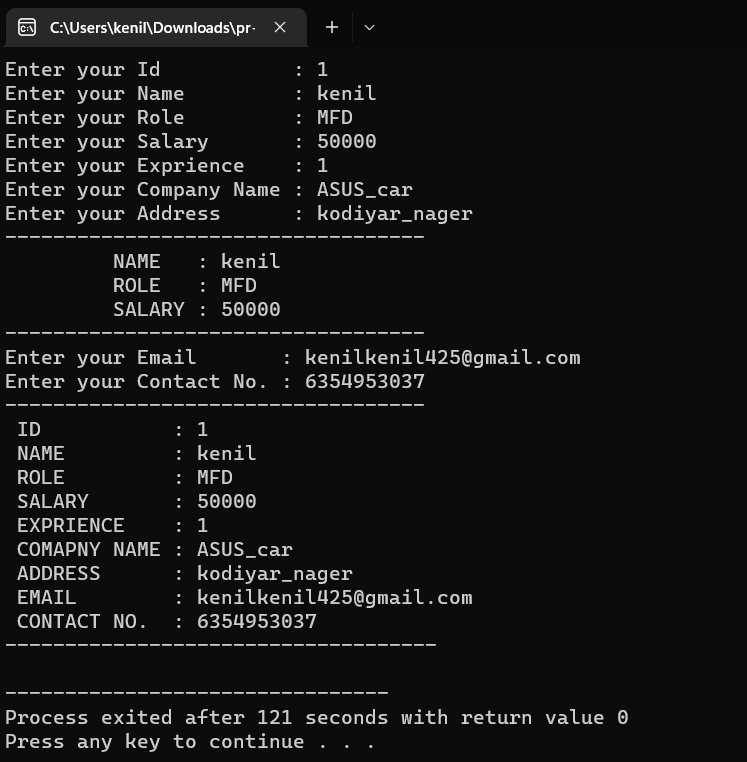 C:\Users\kenil\Downloads\pr-
Enter your Id           : 1
Enter your Name         : kenil
Enter your Role         : MFD
Enter your Salary       : 50000
Enter your Exprience    : 1
Enter your Company Name : ASUS_car
Enter your Address      : kodiyar_nager
-----------------------------------
         NAME   : kenil
         ROLE   : MFD
         SALARY : 50000
-----------------------------------
Enter your Email       : kenilkenil425@gmail.com
Enter your Contact No. : 6354953037
-----------------------------------
 ID           : 1
 NAME         : kenil
 ROLE         : MFD
 SALARY       : 50000
 EXPRIENCE    : 1
 COMAPNY NAME : ASUS_car
 ADDRESS      : kodiyar_nager
 EMAIL        : kenilkenil425@gmail.com
 CONTACT NO.  : 6354953037
------------------------------------

--------------------------------
Process exited after 121 seconds with return value 0
Press any key to continue . . .